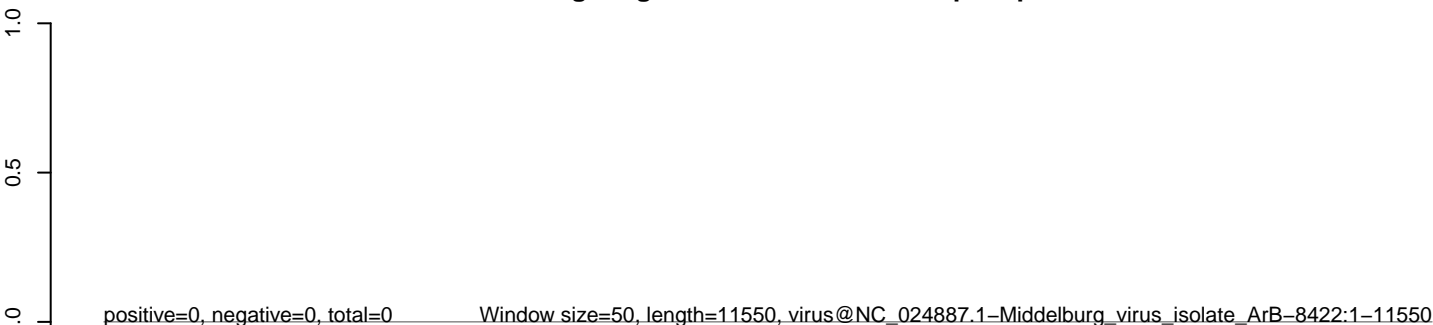 1.0
0.5
.0
positive=0, negative=0, total=0 Window size=50, length=11550, virus@NC_024887.1−Middelburg_virus_isolate_ArB−8422:1−11550